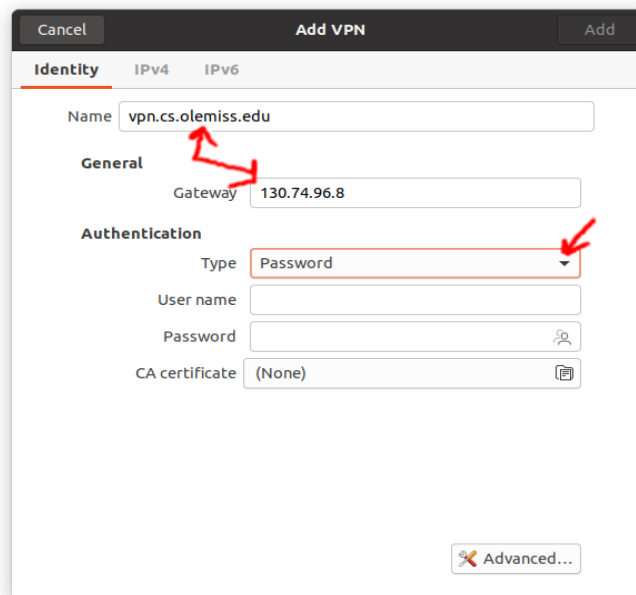 Cancel Add VPN Add
Identity IPv4 IPv6
Name vpn.cs.olemiss.edu
General
Gateway 130.74.96.8
Authentication
Type Password
User name
Password
CA certificate (None)
Advanced...